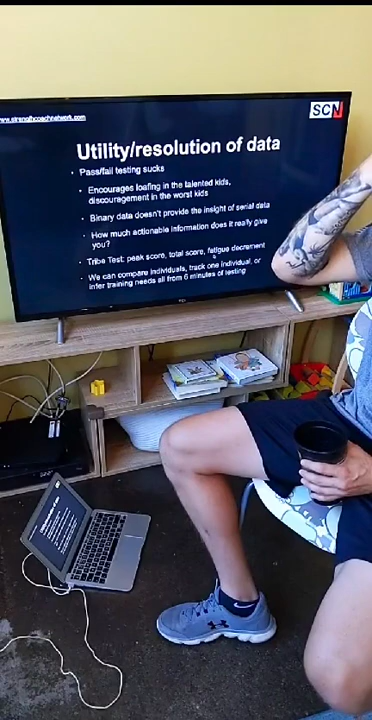 www.strengthcoachnetwork.com
SCN
Utility/resolution of data
• Pass/fail testing sucks
• Encourages loafing in the talented kids,
discouragement in the worst kids
• Binary data doesn't provide the insight of serial data
• How much actionable information does it really give
you?
• Tribe Test: peak score, total score, fatigue decrement
• We can compare individuals, track one individual, or
infer training needs all from 6 minutes of testing